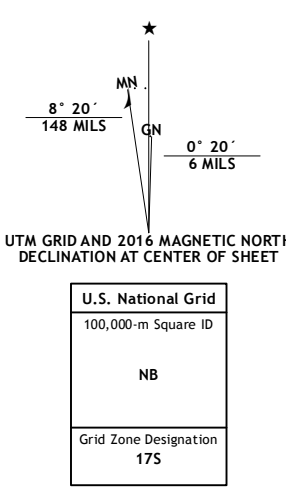 ★
MN
8° 20´
148 MILS
GN
0° 20´
6 MILS
UTM GRID AND 2016 MAGNETIC NORTH
DECLINATION AT CENTER OF SHEET
U.S. National Grid
100,000-m Square ID
NB
Grid Zone Designation
17S